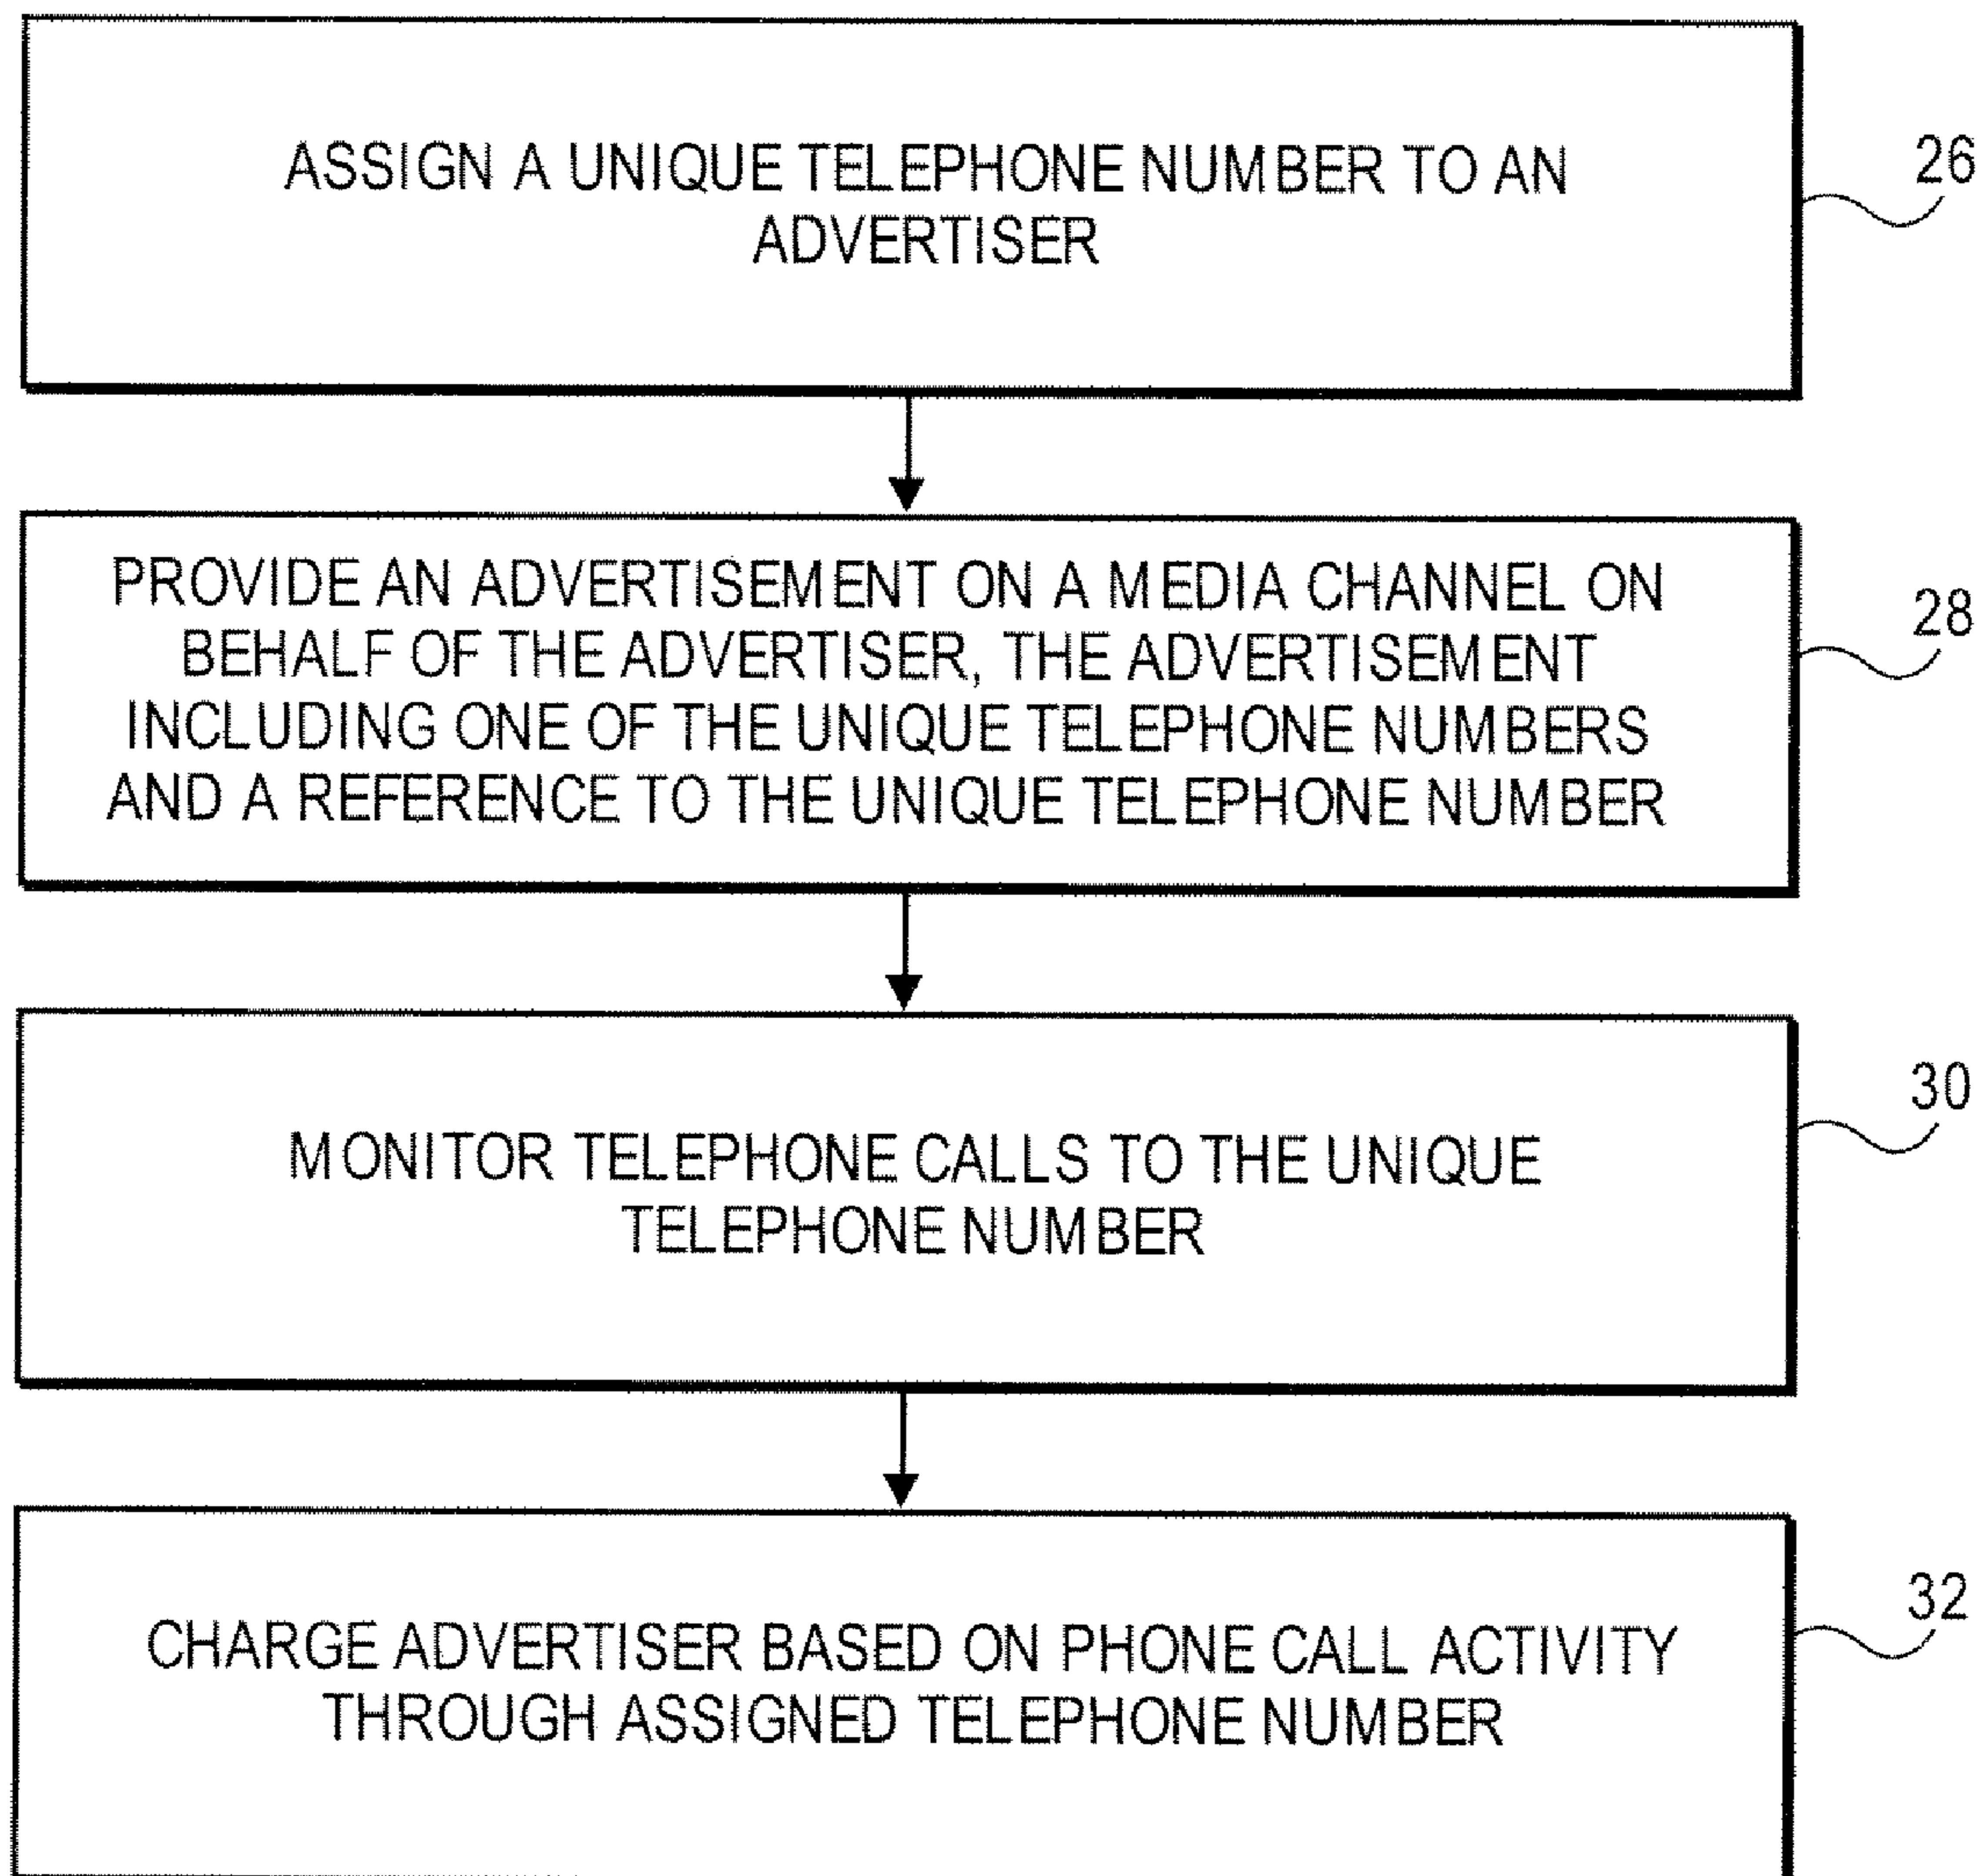 ASSIGN A UNIQUE TELEPHONE NUMBER TO AN
ADVERTISER
26
PROVIDE AN ADVERTISEMENT ON A MEDIA CHANNEL ON
BEHALF OF THE ADVERTISER, THE ADVERTISEMENT
INCLUDING ONE OF THE UNIQUE TELEPHONE NUMBERS
AND A REFERENCE TO THE UNIQUE TELEPHONE NUMBER
28
MONITOR TELEPHONE CALLS TO THE UNIQUE
TELEPHONE NUMBER
30
CHARGE ADVERTISER BASED ON PHONE CALL ACTIVITY
THROUGH ASSIGNED TELEPHONE NUMBER
32